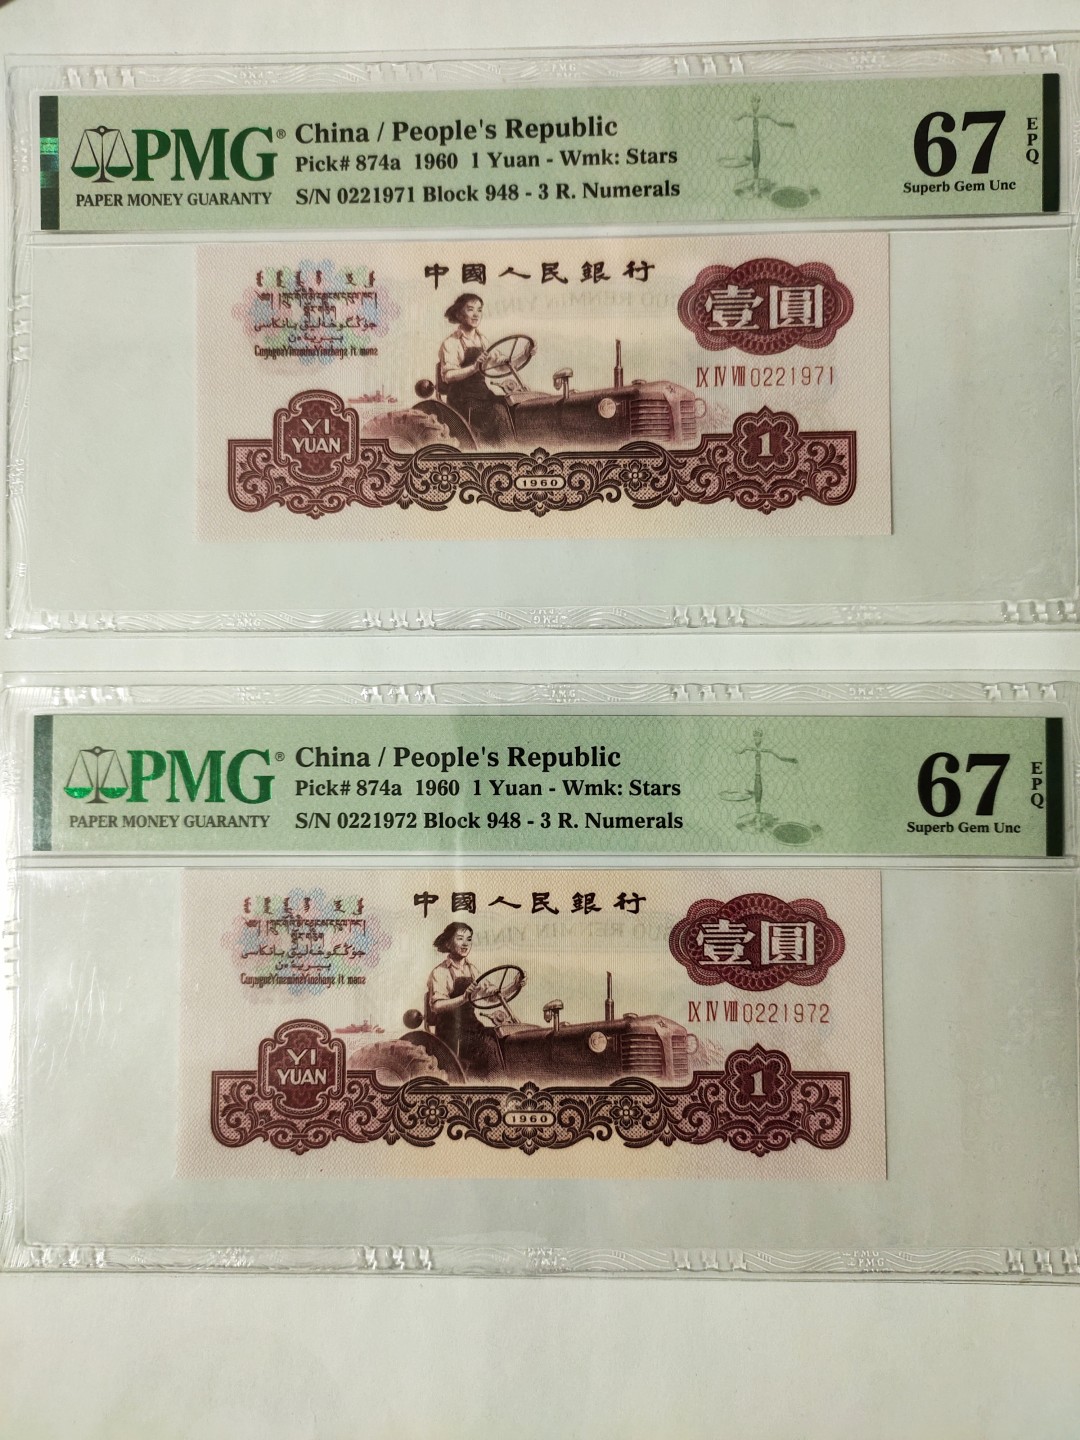 PMG®
PAPER MONEY GUARANTY
China / People's Republic
Pick# 874a 1960 1 Yuan - Wmk: Stars
S/N 0221971 Block 948 - 3 R. Numerals
67
EPQ
Superb Gem Unc
中國人民銀行
壹圓
IX IV VIII 0221971
YI
YUAN
1
1960
PMG®
PAPER MONEY GUARANTY
China / People's Republic
Pick# 874a 1960 1 Yuan - Wmk: Stars
S/N 0221972 Block 948 - 3 R. Numerals
67
EPQ
Superb Gem Unc
中國人民銀行
壹圓
IX IV VIII 0221972
YI
YUAN
1
1960